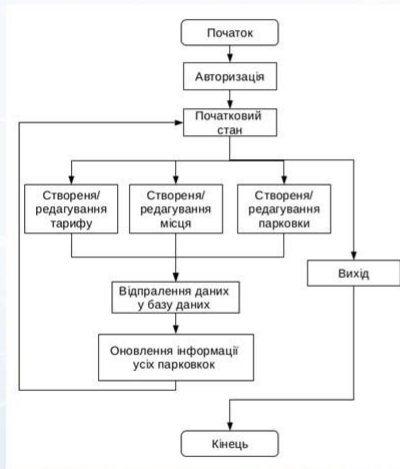 Початок
Авторизація
Початковий
стан
Створеня/
редагування
тарифу
Створеня/
редагування
місця
Створеня/
редагування
парковки
Вихід
Відпралення даних
у базу даних
Оновлення інформації
усіх парковкок
Кінець